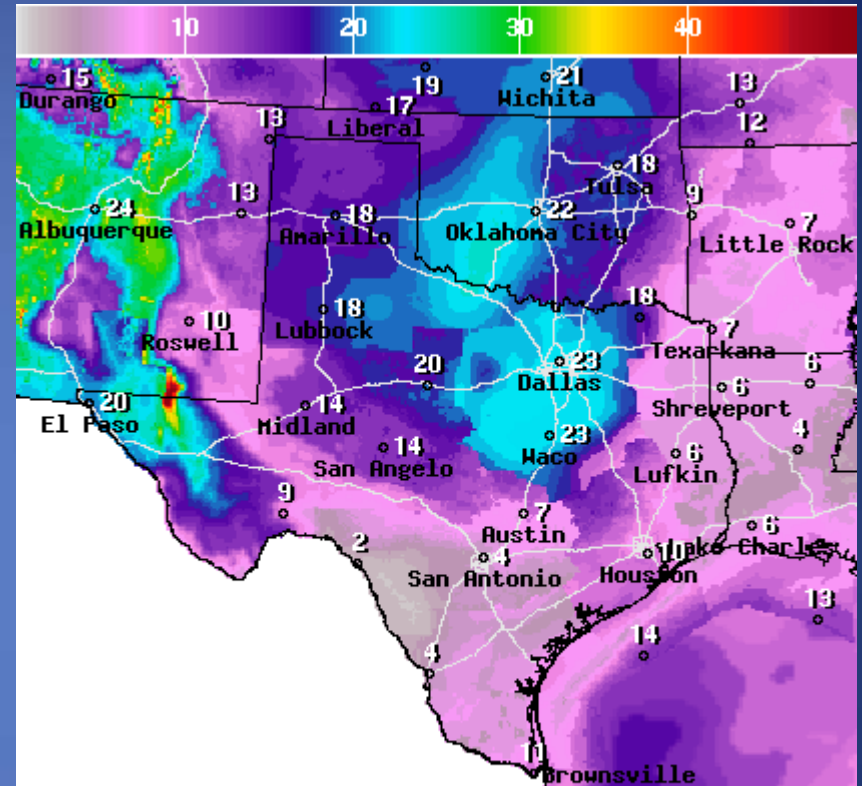 10 20 30 40
15 19 21 13
Durango Wichita
17
Liberal
13 12
18
Tulsa
24 13 18 22 9 7
Albuquerque Amarillo Oklahoma City Little Rock
10 18 18 7
Roswell Lubbock Texarkana
20 23 6 6
Dallas
20 14 Shreveport
El Paso Midland
14 23 6 4
San Angelo Waco Lufkin
9 7 6
Austin
2 4 10 Lake Charles
San Antonio Houston
13
14
4
11
Brownsville